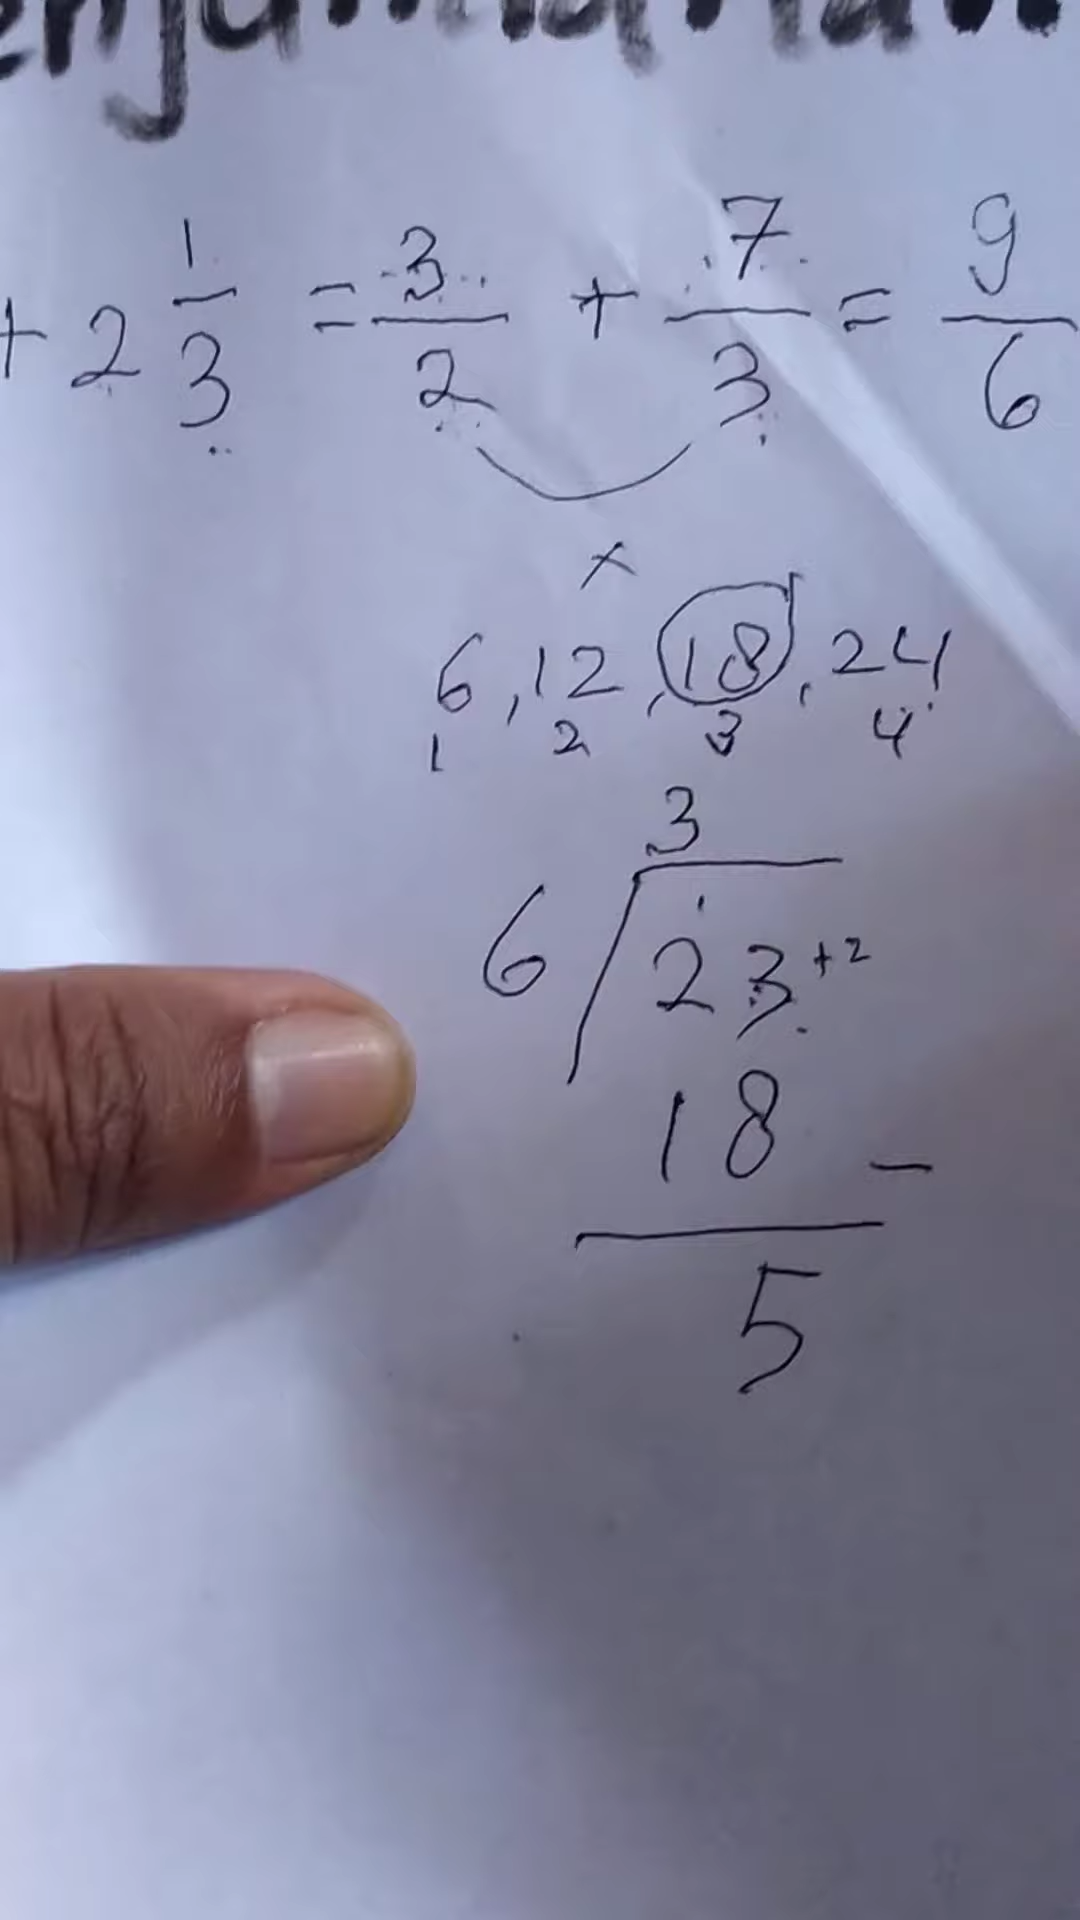 + 2 1/3 = 3/2 + 7/3 = 9/6
×
6, 12, 18, 24
1 2 3 4
3
6 23 +2
18 −
5